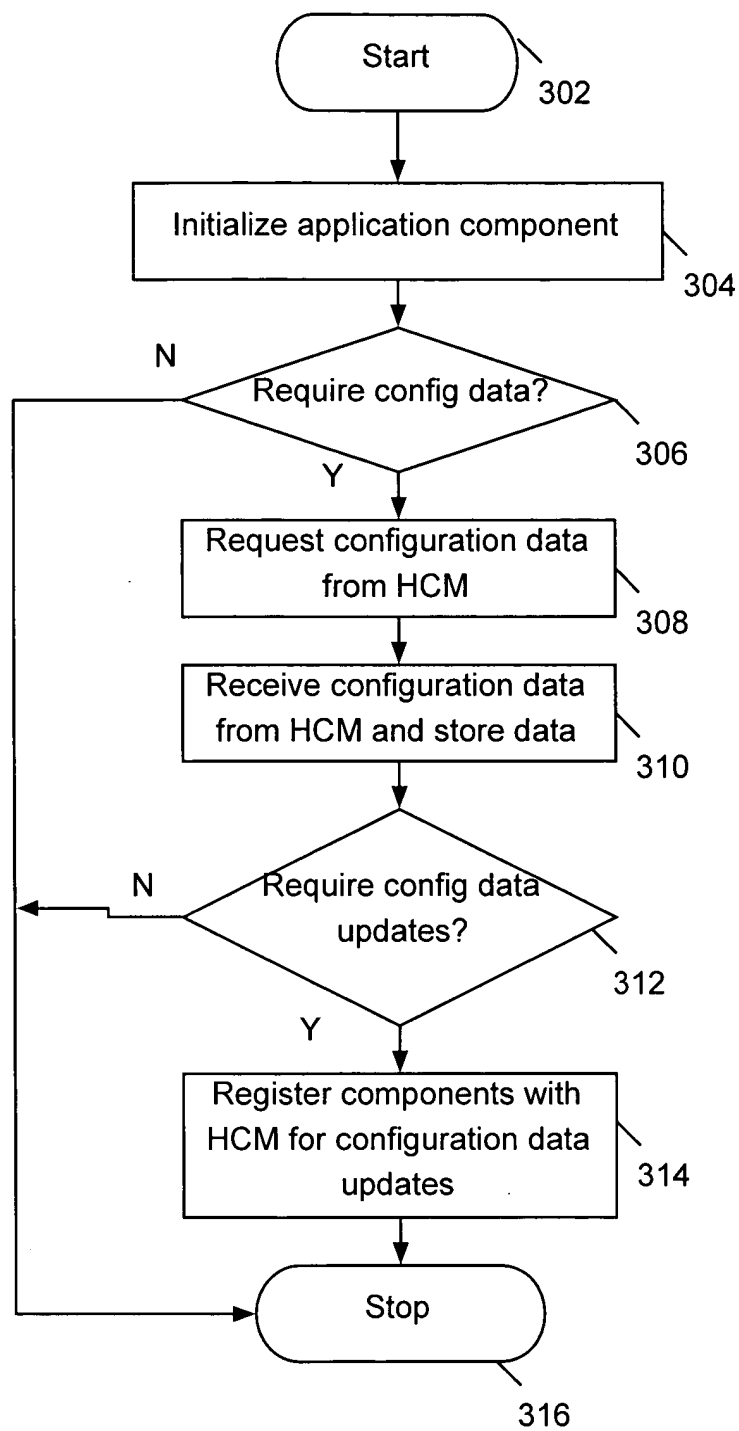 Start
302
Initialize application component
304
N
Require config data?
306
Y
Request configuration data
from HCM
308
Receive configuration data
from HCM and store data
310
N
Require config data
updates?
312
Y
Register components with
HCM for configuration data
updates
314
Stop
316